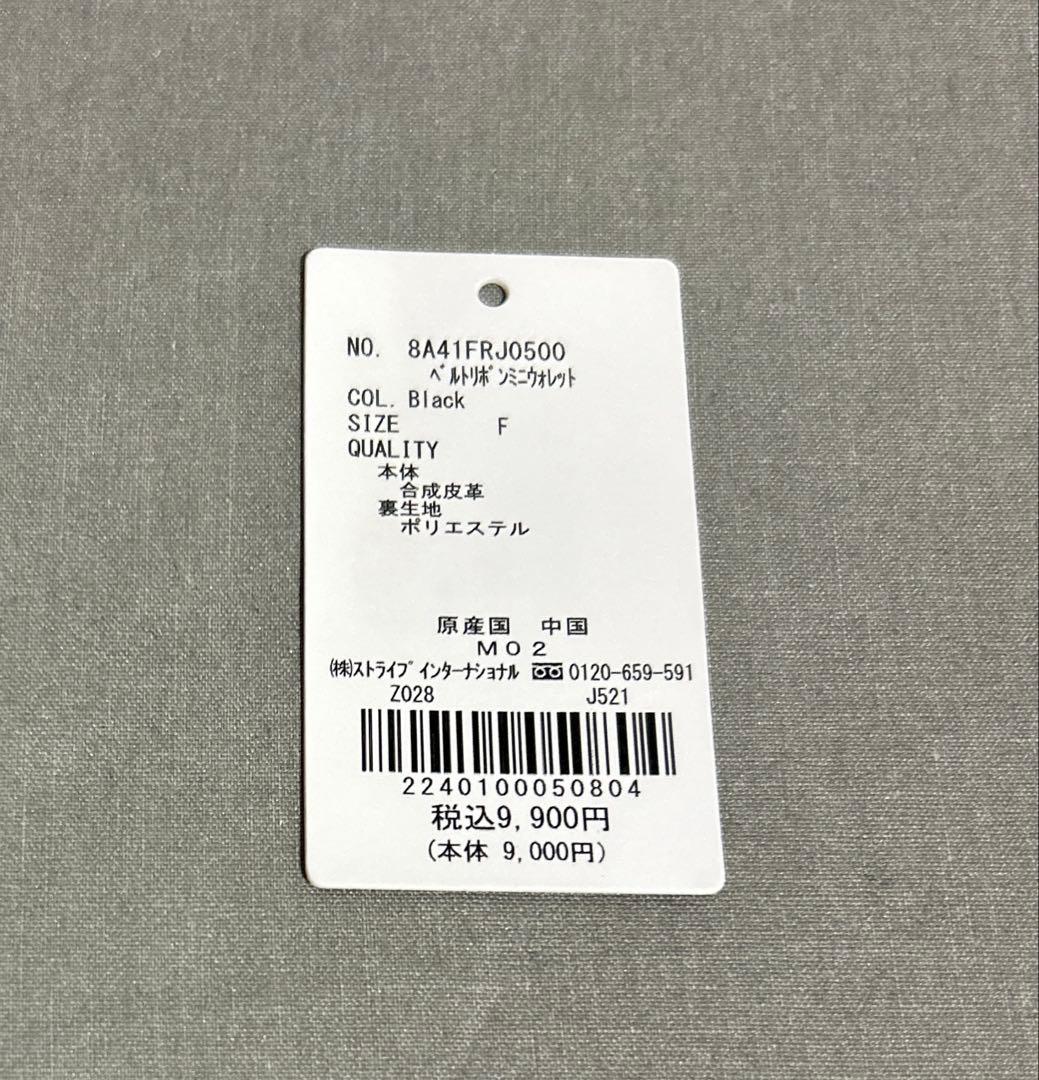 NO. 8A41FRJ0500
ﾍﾞﾙﾄﾘﾎﾞﾝﾐﾆｳｫﾚｯﾄ
COL. Black
SIZE F
QUALITY
本体
合成皮革
裏生地
ポリエステル
原産国 中国
MO2
㈱ｽﾄﾗｲﾌﾟｲﾝﾀｰﾅｼｮﾅﾙ 0120-659-591
Z028 J521
2240100050804
税込9,900円
(本体 9,000円)